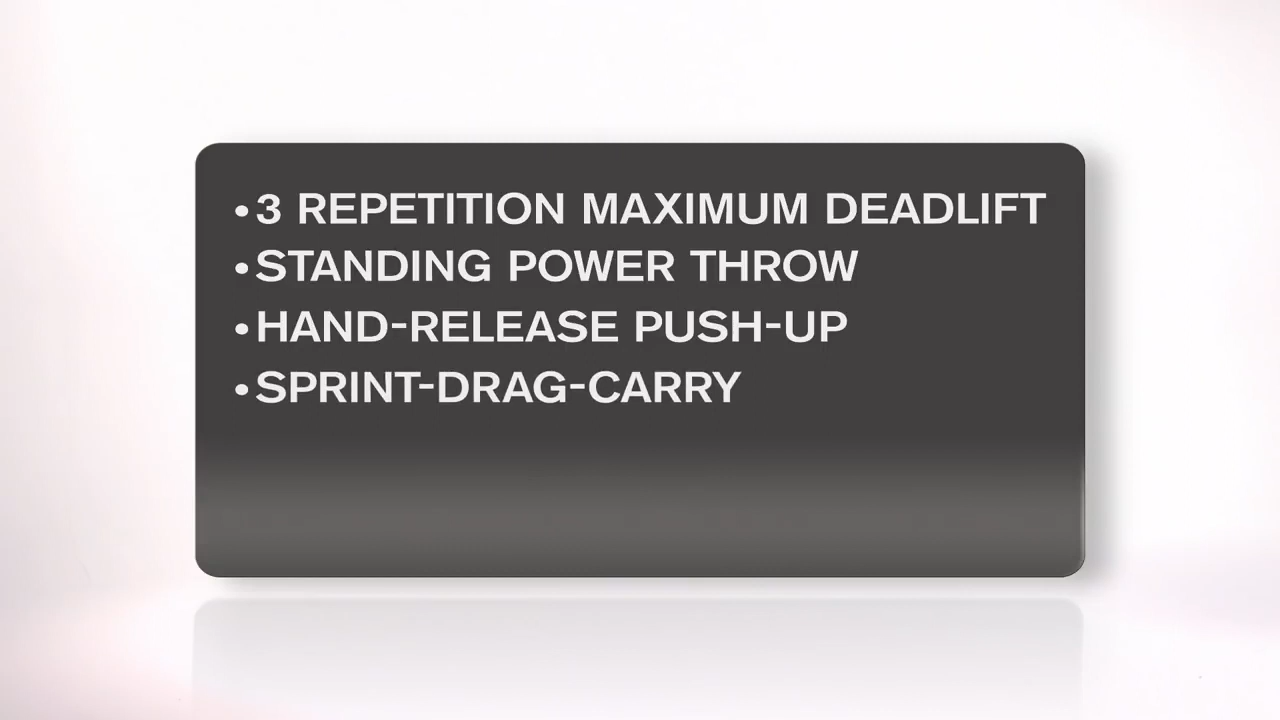 •3 REPETITION MAXIMUM DEADLIFT
•STANDING POWER THROW
•HAND-RELEASE PUSH-UP
•SPRINT-DRAG-CARRY